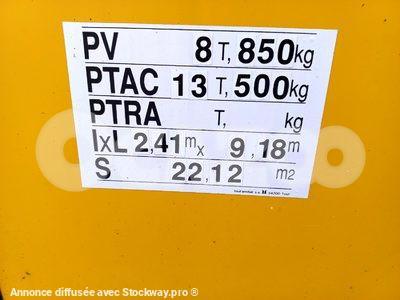 PV 8 T, 850 kg
PTAC 13 T, 500 kg
PTRA T, kg
lxL 2,41 m x 9,18 m
S 22,12 m2
Annonce diffusée avec Stockway.pro ®